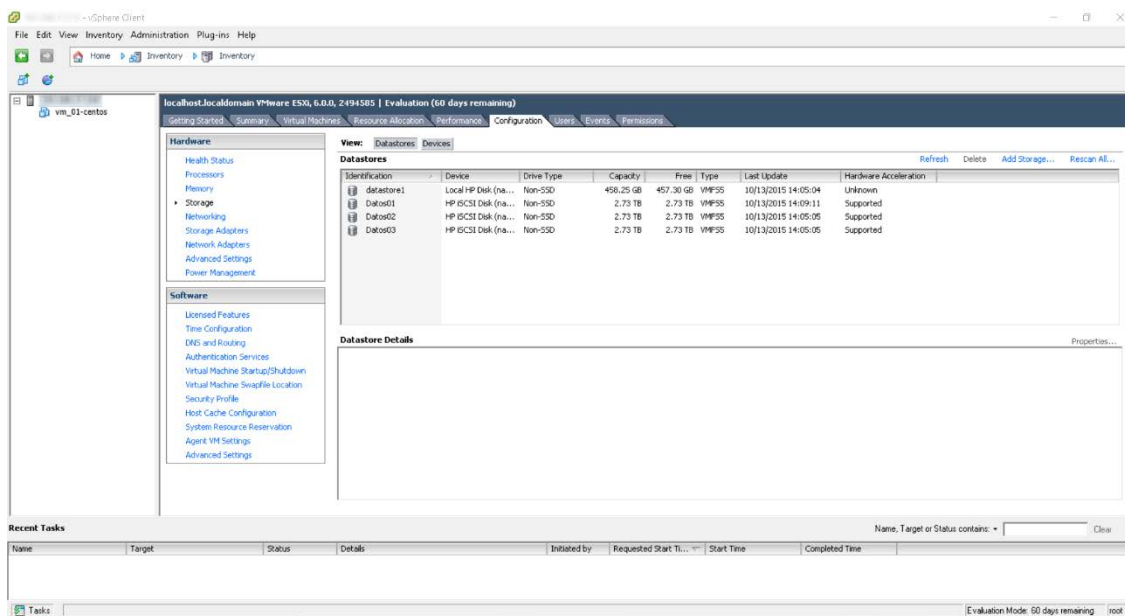 - vSphere Client
File Edit View Inventory Administration Plug-ins Help
Home Inventory Inventory
vm_01-centos
localhost.localdomain VMware ESXi, 6.0.0, 2494585 | Evaluation (60 days remaining)
Getting Started Summary Virtual Machines Resource Allocation Performance Configuration Users Events Permissions
Hardware
Health Status
Processors
Memory
Storage
Networking
Storage Adapters
Network Adapters
Advanced Settings
Power Management
Software
Licensed Features
Time Configuration
DNS and Routing
Authentication Services
Virtual Machine Startup/Shutdown
Virtual Machine Swapfile Location
Security Profile
Host Cache Configuration
System Resource Reservation
Agent VM Settings
Advanced Settings
View: Datastores Devices
Datastores Refresh Delete Add Storage... Rescan All...
Identification Device Drive Type Capacity Free Type Last Update Hardware Acceleration
datastore1 Local HP Disk (na... Non-SSD 458.25 GB 457.30 GB VMFS5 10/13/2015 14:05:04 Unknown
Datos01 HP iSCSI Disk (na... Non-SSD 2.73 TB 2.73 TB VMFS5 10/13/2015 14:09:11 Supported
Datos02 HP iSCSI Disk (na... Non-SSD 2.73 TB 2.73 TB VMFS5 10/13/2015 14:05:05 Supported
Datos03 HP iSCSI Disk (na... Non-SSD 2.73 TB 2.73 TB VMFS5 10/13/2015 14:05:05 Supported
Datastore Details Properties...
Recent Tasks Name, Target or Status contains: Clear
Name Target Status Details Initiated by Requested Start Ti... Start Time Completed Time
Tasks Evaluation Mode: 60 days remaining root